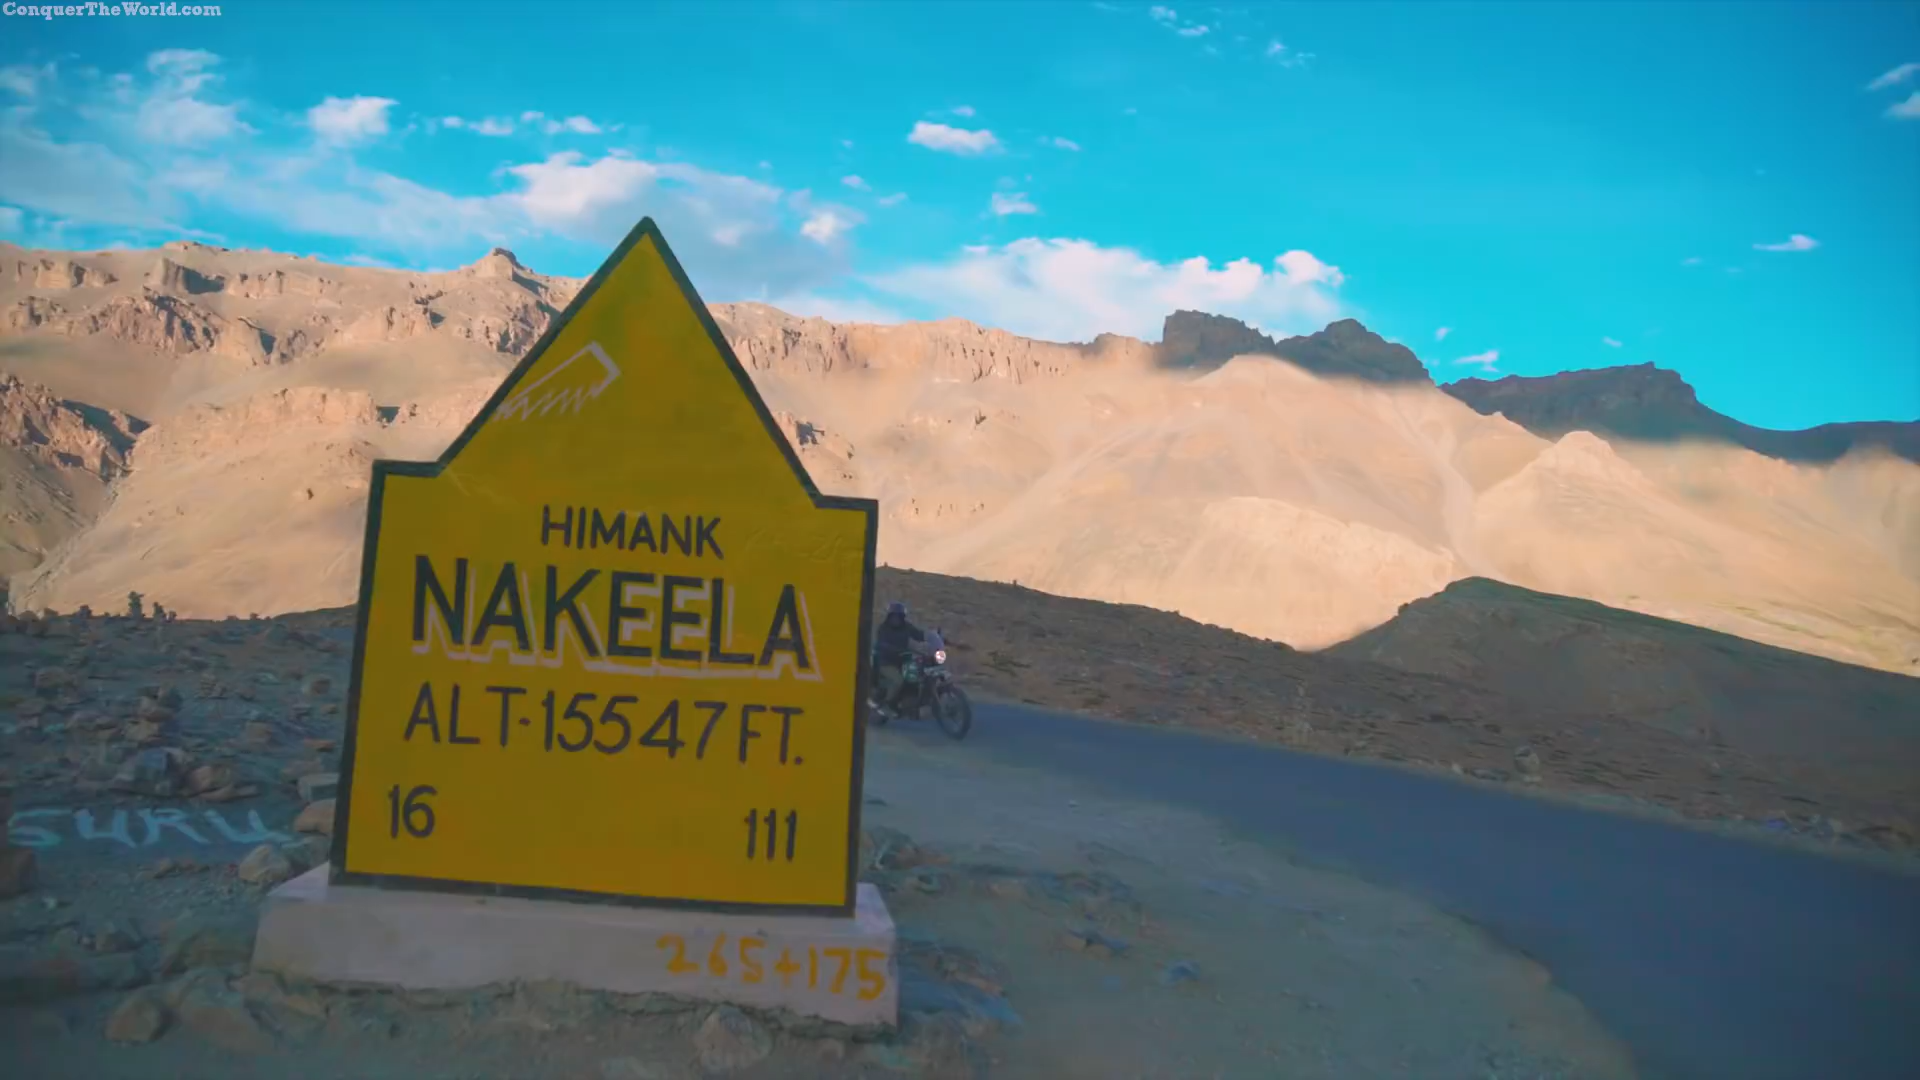 ConquerTheWorld.com
HIMANK
NAKEELA
ALT·15547 FT.
16 111
SURU
265+175